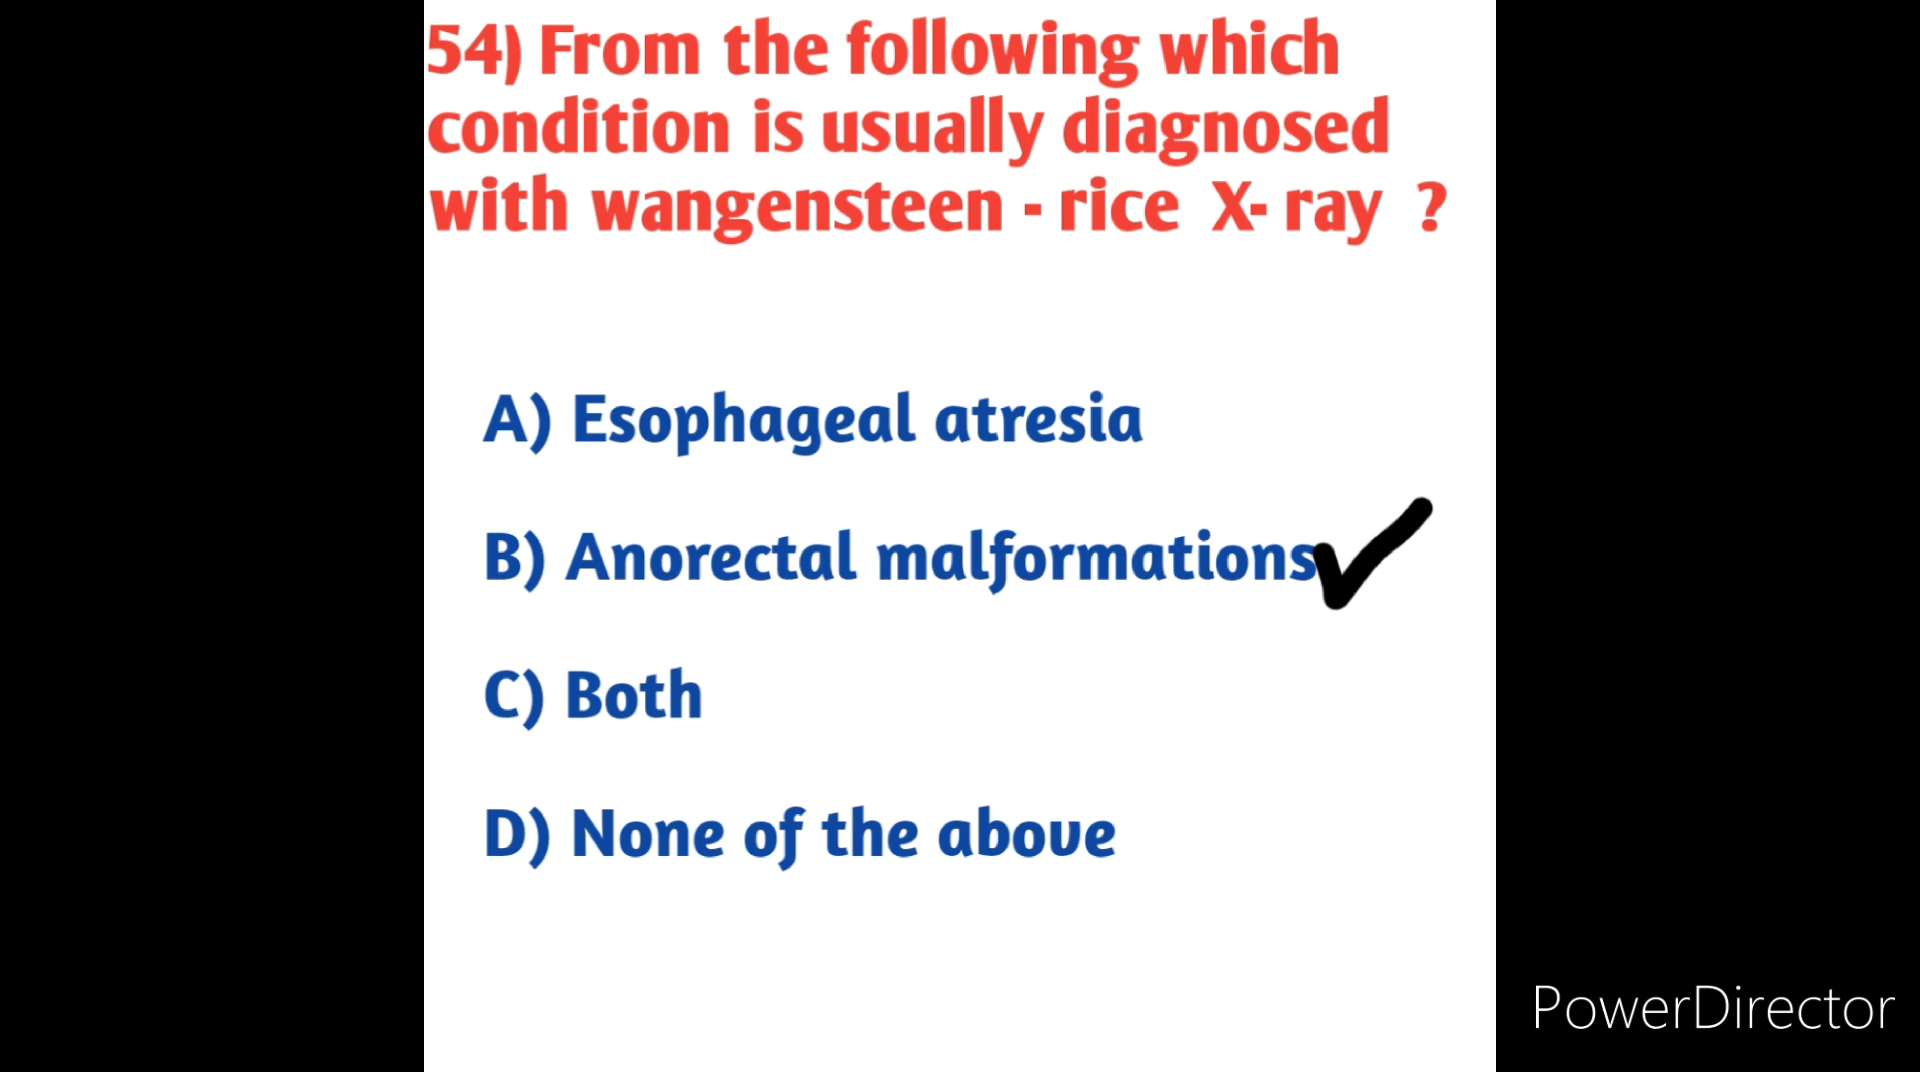 54) From the following which
condition is usually diagnosed
with wangensteen - rice X- ray ?
A) Esophageal atresia
B) Anorectal malformations
C) Both
D) None of the above
PowerDirector